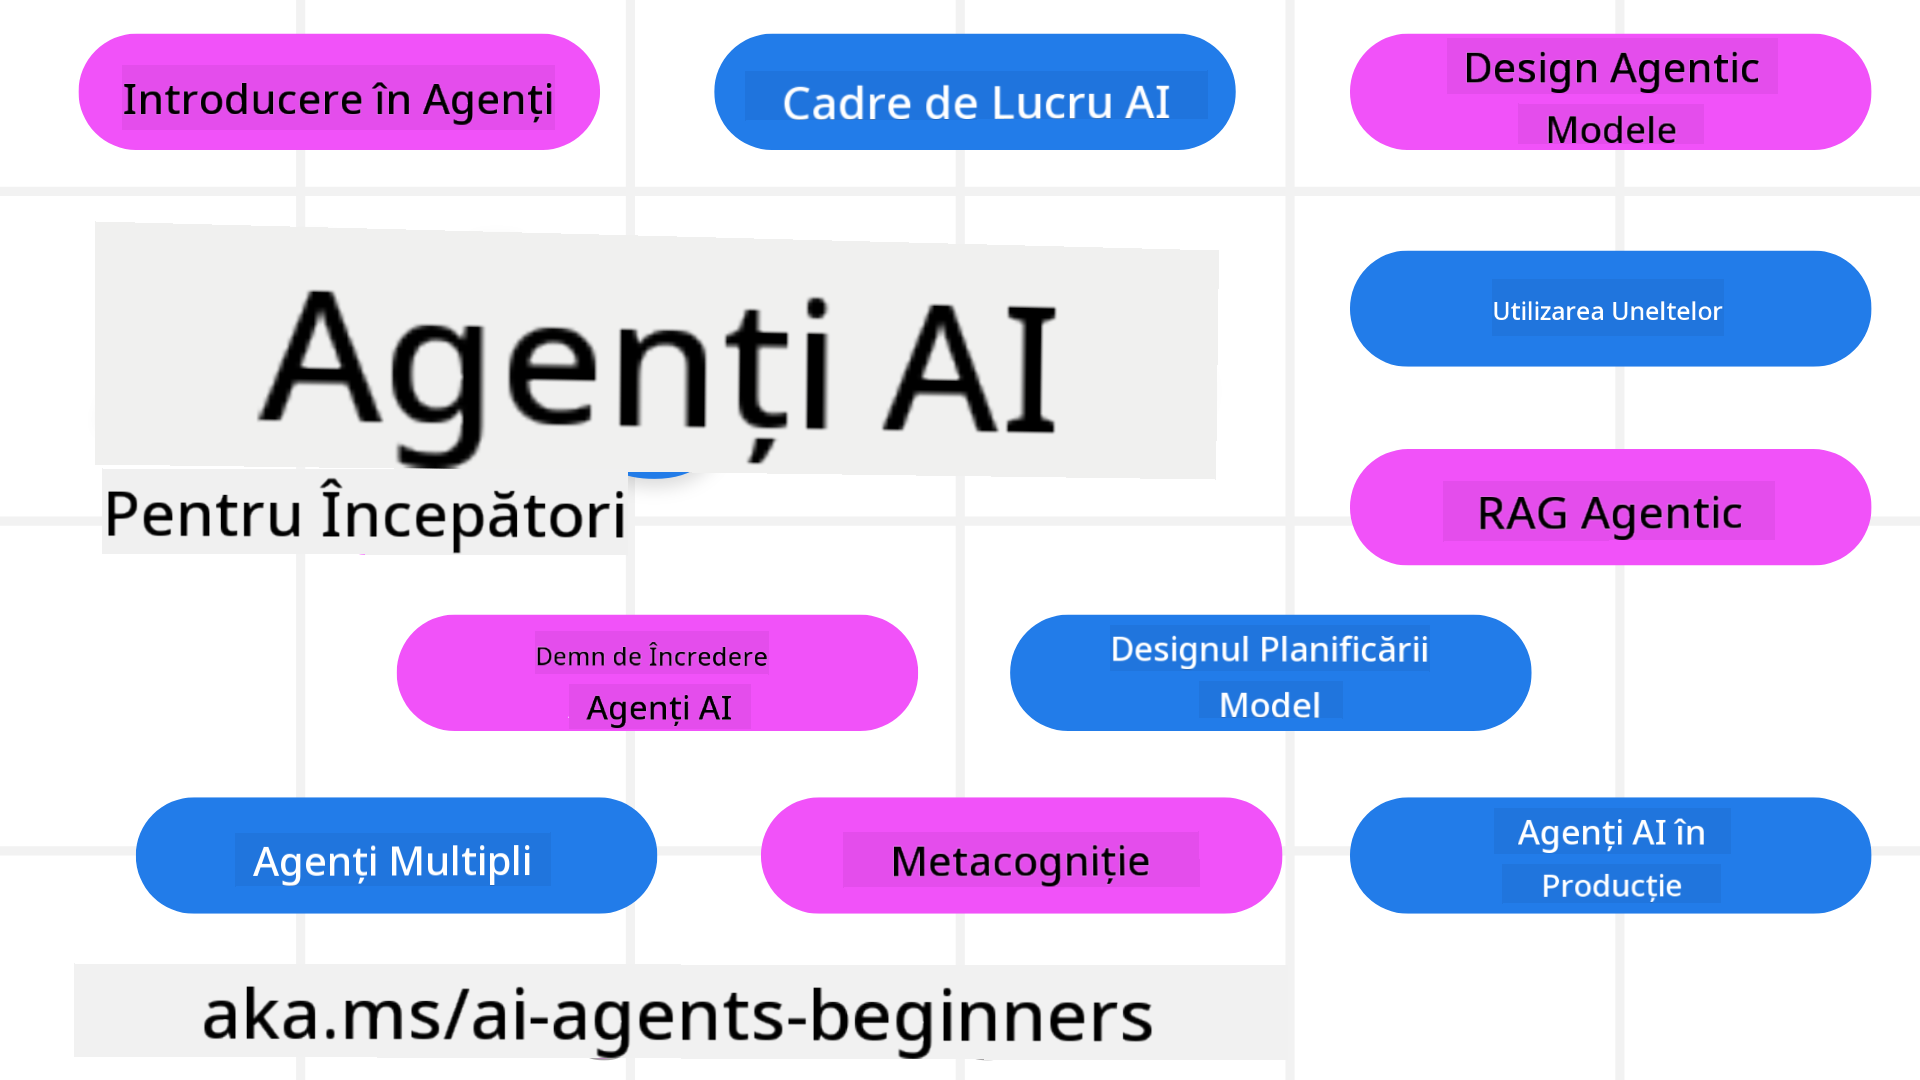 Introducere în Agenți
Cadre de Lucru AI
Design Agentic
Modele
Agenți AI
Pentru Începători
Utilizarea Uneltelor
RAG Agentic
Demn de Încredere
Agenți AI
Designul Planificării
Model
Agenți Multipli
Metacogniție
Agenți AI în
Producție
aka.ms/ai-agents-beginners